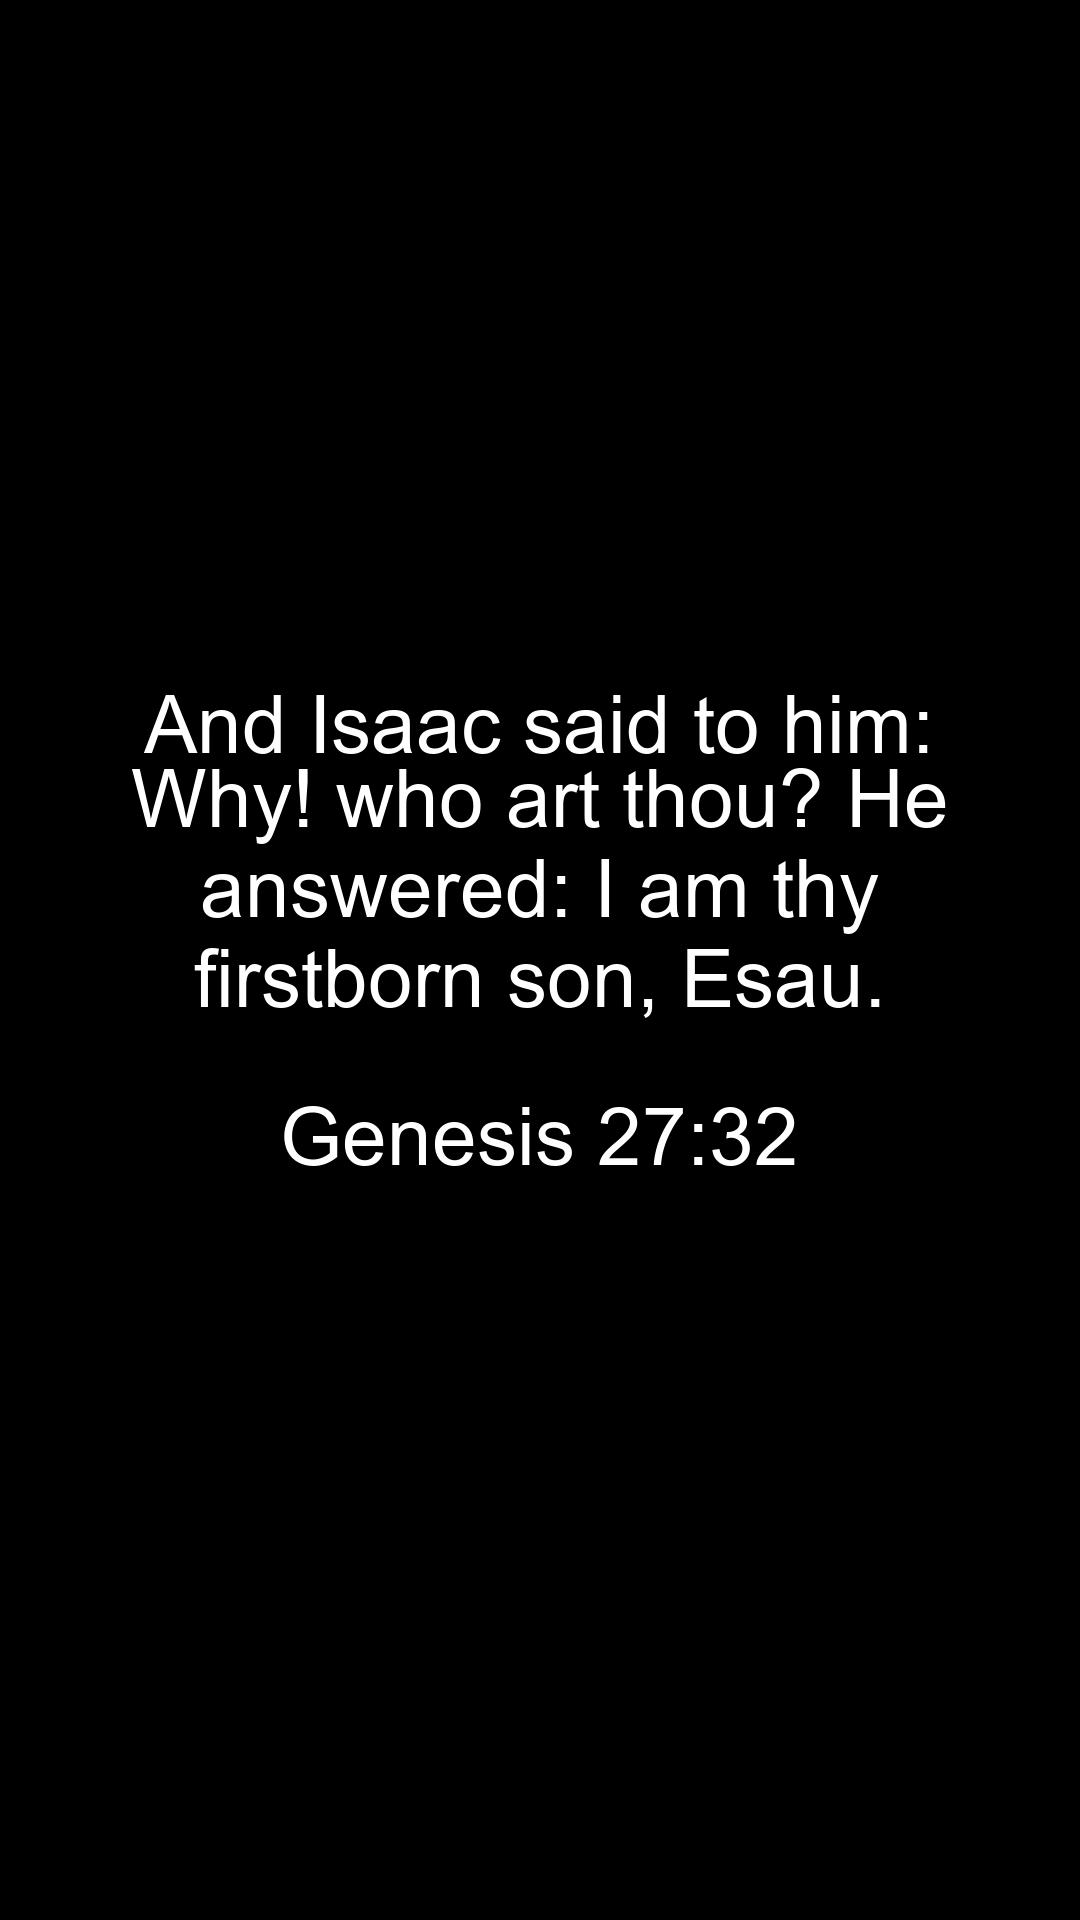 And Isaac said to him:
Why! who art thou? He
answered: I am thy
firstborn son, Esau.
Genesis 27:32